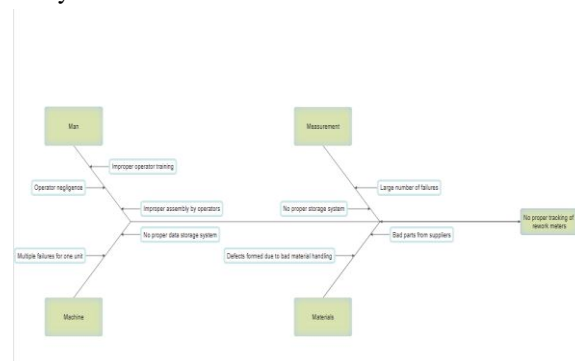 Man
Measurement
Improper operator training
Operator negligence
Large number of failures
Improper assembly by operators
No proper storage system
No proper tracking of
rework meters
No proper data storage system
Bad parts from suppliers
Multiple failures for one unit
Defects formed due to bad material handling
Machine
Materials